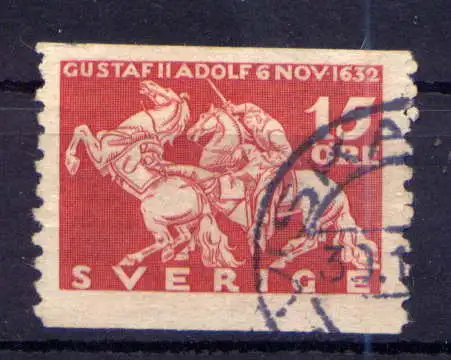 GUSTAF II ADOLF 6 NOV·1632
15
ÖRE
SVERIGE